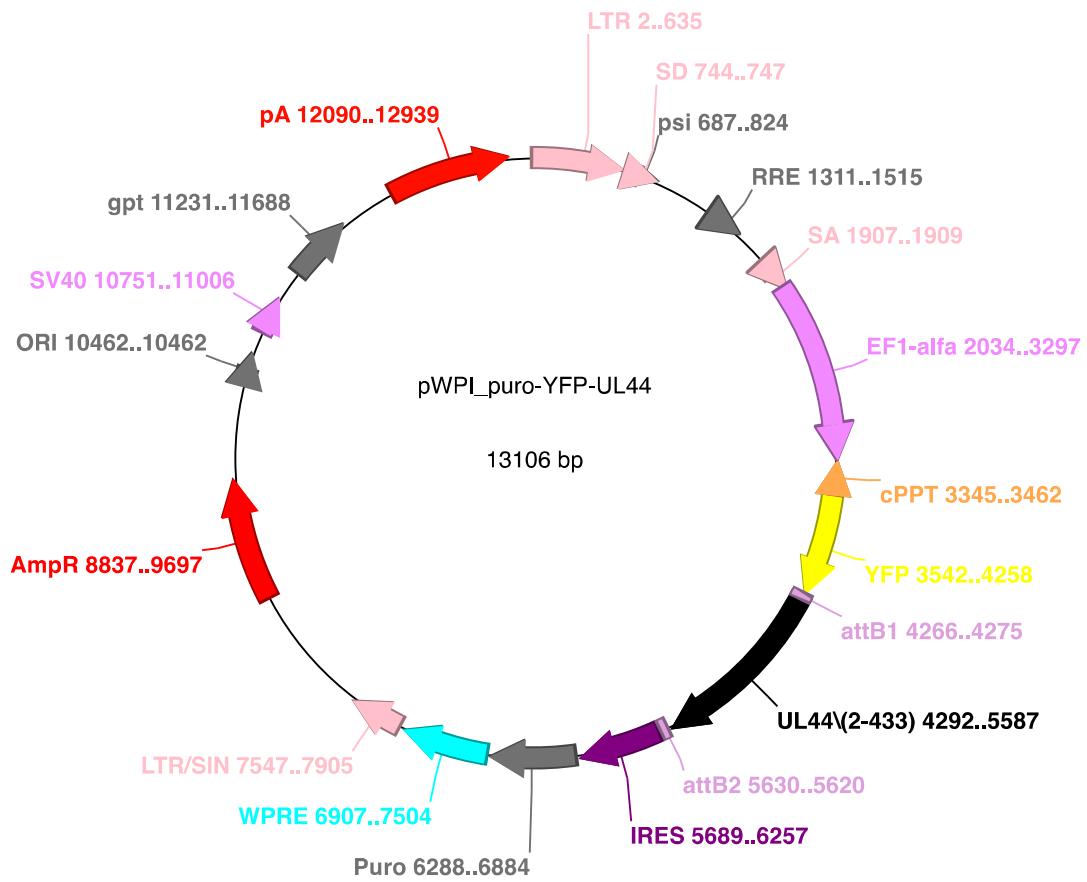 LTR 2..635
SD 744..747
pA 12090..12939
psi 687..824
RRE 1311..1515
gpt 11231..11688
SA 1907..1909
SV40 10751..11006
ORI 10462..10462
EF1-alfa 2034..3297
pWPI_puro-YFP-UL44
13106 bp
cPPT 3345..3462
AmpR 8837..9697
YFP 3542..4258
attB1 4266..4275
UL44\(2-433) 4292..5587
LTR/SIN 7547..7905
attB2 5630..5620
WPRE 6907..7504
IRES 5689..6257
Puro 6288..6884